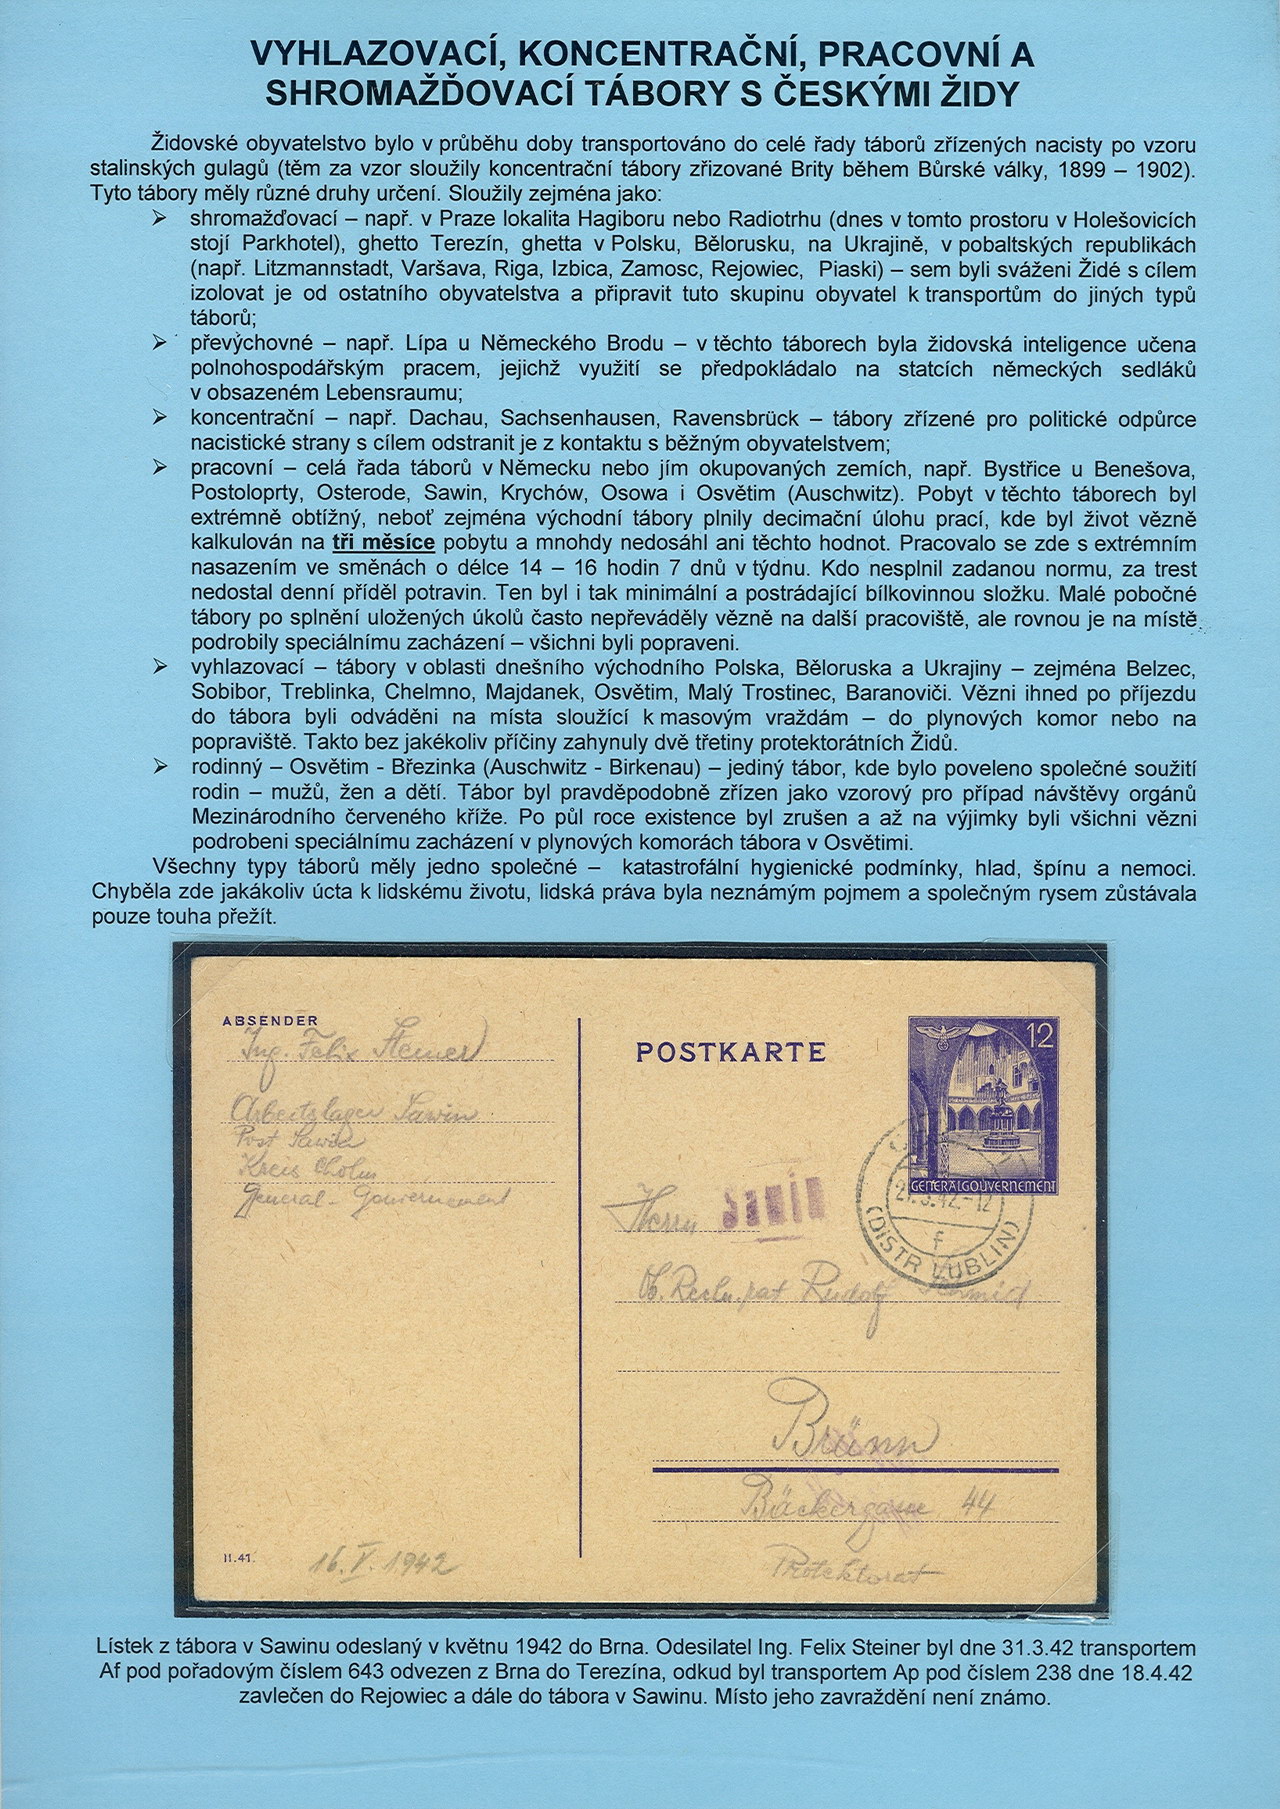 VYHLAZOVACÍ, KONCENTRAČNÍ, PRACOVNÍ A
SHROMAŽĎOVACÍ TÁBORY S ČESKÝMI ŽIDY
Židovské obyvatelstvo bylo v průběhu doby transportováno do celé řady táborů zřízených nacisty po vzoru
stalinských gulagů (těm za vzor sloužily koncentrační tábory zřizované Brity během Bůrské války, 1899 – 1902).
Tyto tábory měly různé druhy určení. Sloužily zejména jako:
➢ shromažďovací – např. v Praze lokalita Hagiboru nebo Radiotrhu (dnes v tomto prostoru v Holešovicích
stojí Parkhotel), ghetto Terezín, ghetta v Polsku, Bělorusku, na Ukrajině, v pobaltských republikách
(např. Litzmannstadt, Varšava, Riga, Izbica, Zamosc, Rejowiec, Piaski) – sem byli sváženi Židé s cílem
izolovat je od ostatního obyvatelstva a připravit tuto skupinu obyvatel k transportům do jiných typů
táborů;
➢ převýchovné – např. Lípa u Německého Brodu – v těchto táborech byla židovská inteligence učena
polnohospodářským pracem, jejichž využití se předpokládalo na statcích německých sedláků
v obsazeném Lebensraumu;
➢ koncentrační – např. Dachau, Sachsenhausen, Ravensbrück – tábory zřízené pro politické odpůrce
nacistické strany s cílem odstranit je z kontaktu s běžným obyvatelstvem;
➢ pracovní – celá řada táborů v Německu nebo jím okupovaných zemích, např. Bystřice u Benešova,
Postoloprty, Osterode, Sawin, Krychów, Osowa i Osvětim (Auschwitz). Pobyt v těchto táborech byl
extrémně obtížný, neboť zejména východní tábory plnily decimační úlohu prací, kde byl život vězně
kalkulován na tři měsíce pobytu a mnohdy nedosáhl ani těchto hodnot. Pracovalo se zde s extrémním
nasazením ve směnách o délce 14 – 16 hodin 7 dnů v týdnu. Kdo nesplnil zadanou normu, za trest
nedostal denní příděl potravin. Ten byl i tak minimální a postrádající bílkovinnou složku. Malé pobočné
tábory po splnění uložených úkolů často nepřeváděly vězně na další pracoviště, ale rovnou je na místě
podrobily speciálnímu zacházení – všichni byli popraveni.
➢ vyhlazovací – tábory v oblasti dnešního východního Polska, Běloruska a Ukrajiny – zejména Belzec,
Sobibor, Treblinka, Chelmno, Majdanek, Osvětim, Malý Trostinec, Baranoviči. Vězni ihned po příjezdu
do tábora byli odváděni na místa sloužící k masovým vraždám – do plynových komor nebo na
popraviště. Takto bez jakékoliv příčiny zahynuly dvě třetiny protektorátních Židů.
➢ rodinný – Osvětim - Březinka (Auschwitz - Birkenau) – jediný tábor, kde bylo poveleno společné soužití
rodin – mužů, žen a dětí. Tábor byl pravděpodobně zřízen jako vzorový pro případ návštěvy orgánů
Mezinárodního červeného kříže. Po půl roce existence byl zrušen a až na výjimky byli všichni vězni
podrobeni speciálnímu zacházení v plynových komorách tábora v Osvětimi.
Všechny typy táborů měly jedno společné – katastrofální hygienické podmínky, hlad, špínu a nemoci.
Chyběla zde jakákoliv úcta k lidskému životu, lidská práva byla neznámým pojmem a společným rysem zůstávala
pouze touha přežít.
ABSENDER
Ing. Felix Steiner
Arbeitslager Sawin
Post Sawin
Kreis Cholm
General-Gouvernement
II.41.
16.V.1942
POSTKARTE
12
GENERALGOUVERNEMENT
.5.42.-12
f
(DISTR LUBLIN)
Herrn
Sawin
Rudolf Schmid
Brünn
Bäckergasse 44
Protektorat
Lístek z tábora v Sawinu odeslaný v květnu 1942 do Brna. Odesilatel Ing. Felix Steiner byl dne 31.3.42 transportem
Af pod pořadovým číslem 643 odvezen z Brna do Terezína, odkud byl transportem Ap pod číslem 238 dne 18.4.42
zavlečen do Rejowiec a dále do tábora v Sawinu. Místo jeho zavraždění není známo.